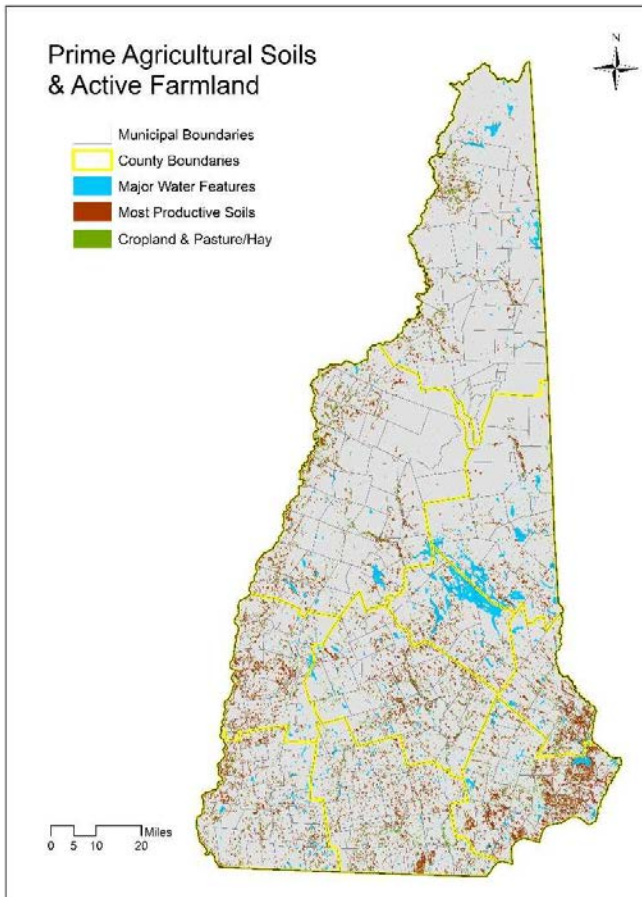 Prime Agricultural Soils
& Active Farmland
N
Municipal Boundaries
County Boundaries
Major Water Features
Most Productive Soils
Cropland & Pasture/Hay
Miles
0 5 10 20